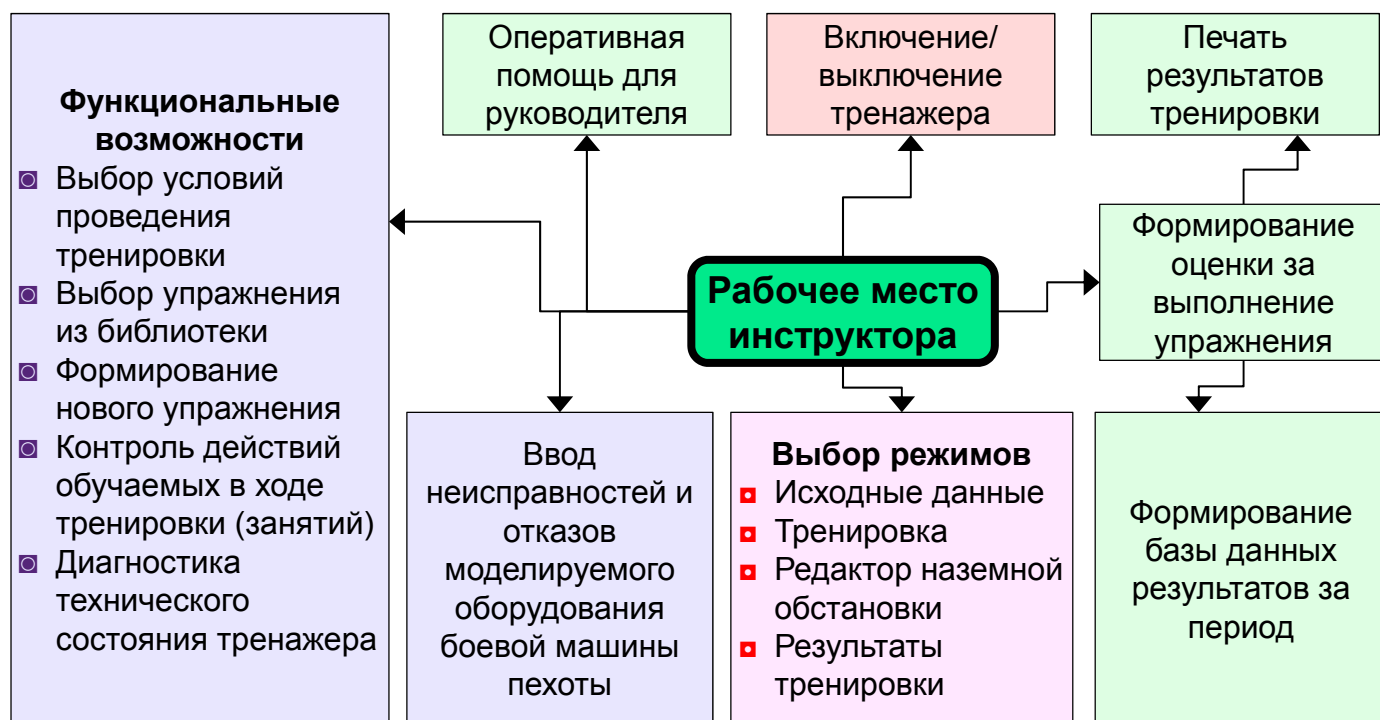 Функциональные
возможности
Выбор условий
проведения
тренировки
Выбор упражнения
из библиотеки
Формирование
нового упражнения
Контроль действий
обучаемых в ходе
тренировки (занятий)
Диагностика
технического
состояния тренажера
Оперативная
помощь для
руководителя
Включение/
выключение
тренажера
Печать
результатов
тренировки
Рабочее место
инструктора
Формирование
оценки за
выполнение
упражнения
Ввод
неисправностей и
отказов
моделируемого
оборудования
боевой машины
пехоты
Выбор режимов
Исходные данные
Тренировка
Редактор наземной
обстановки
Результаты
тренировки
Формирование
базы данных
результатов за
период